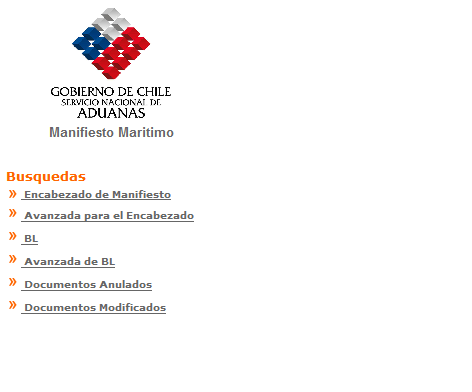 GOBIERNO DE CHILE
SERVICIO NACIONAL DE
ADUANAS
Manifiesto Maritimo
Busquedas
» Encabezado de Manifiesto
» Avanzada para el Encabezado
» BL
» Avanzada de BL
» Documentos Anulados
» Documentos Modificados